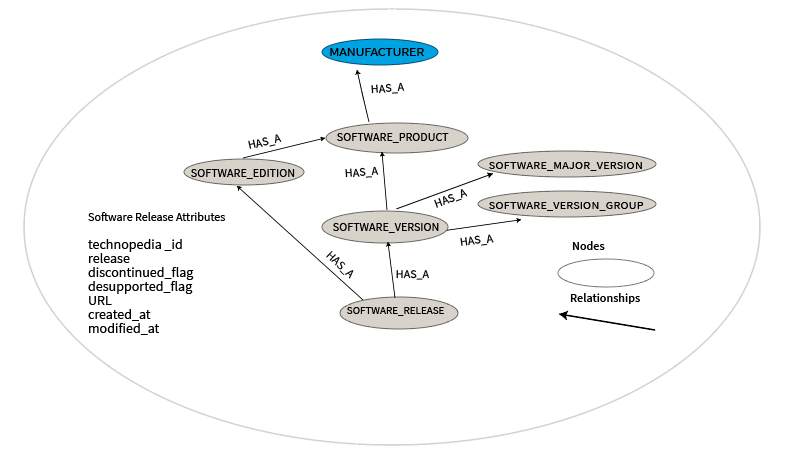 MANUFACTURER
HAS_A
SOFTWARE_PRODUCT
HAS_A
HAS_A
SOFTWARE_EDITION
SOFTWARE_MAJOR_VERSION
HAS_A
SOFTWARE_VERSION_GROUP
SOFTWARE_VERSION
HAS_A
HAS_A
HAS_A
SOFTWARE_RELEASE
Software Release Attributes
technopedia _id
release
discontinued_flag
desupported_flag
URL
created_at
modified_at
Nodes
Relationships